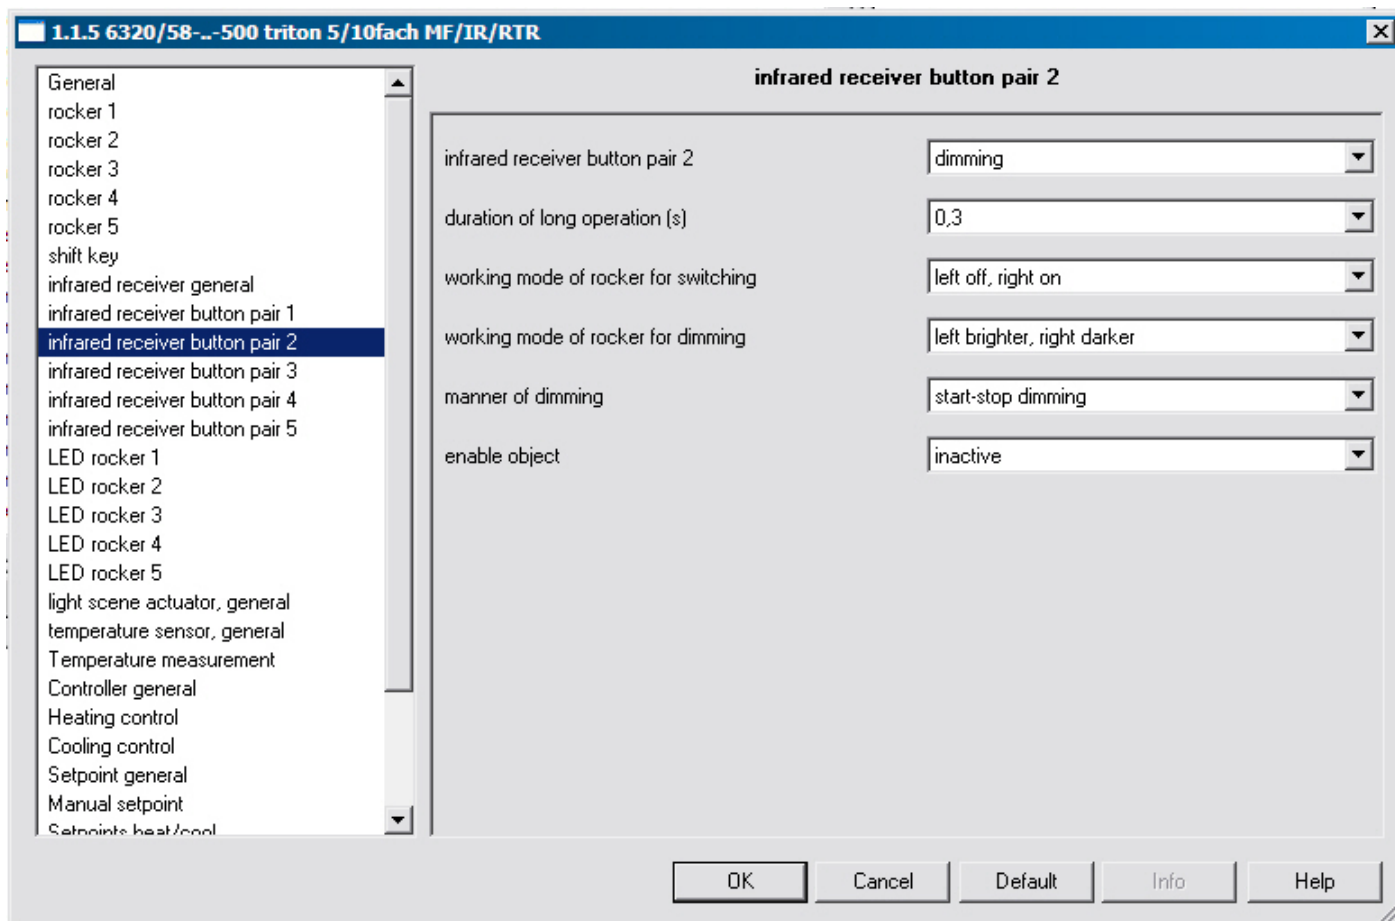 1.1.5 6320/58-..-500 triton 5/10fach MF/IR/RTR
General
rocker 1
rocker 2
rocker 3
rocker 4
rocker 5
shift key
infrared receiver general
infrared receiver button pair 1
infrared receiver button pair 2
infrared receiver button pair 3
infrared receiver button pair 4
infrared receiver button pair 5
LED rocker 1
LED rocker 2
LED rocker 3
LED rocker 4
LED rocker 5
light scene actuator, general
temperature sensor, general
Temperature measurement
Controller general
Heating control
Cooling control
Setpoint general
Manual setpoint
Setpoints heat/cool
infrared receiver button pair 2
infrared receiver button pair 2 dimming
duration of long operation (s) 0,3
working mode of rocker for switching left off, right on
working mode of rocker for dimming left brighter, right darker
manner of dimming start-stop dimming
enable object inactive
OK Cancel Default Info Help